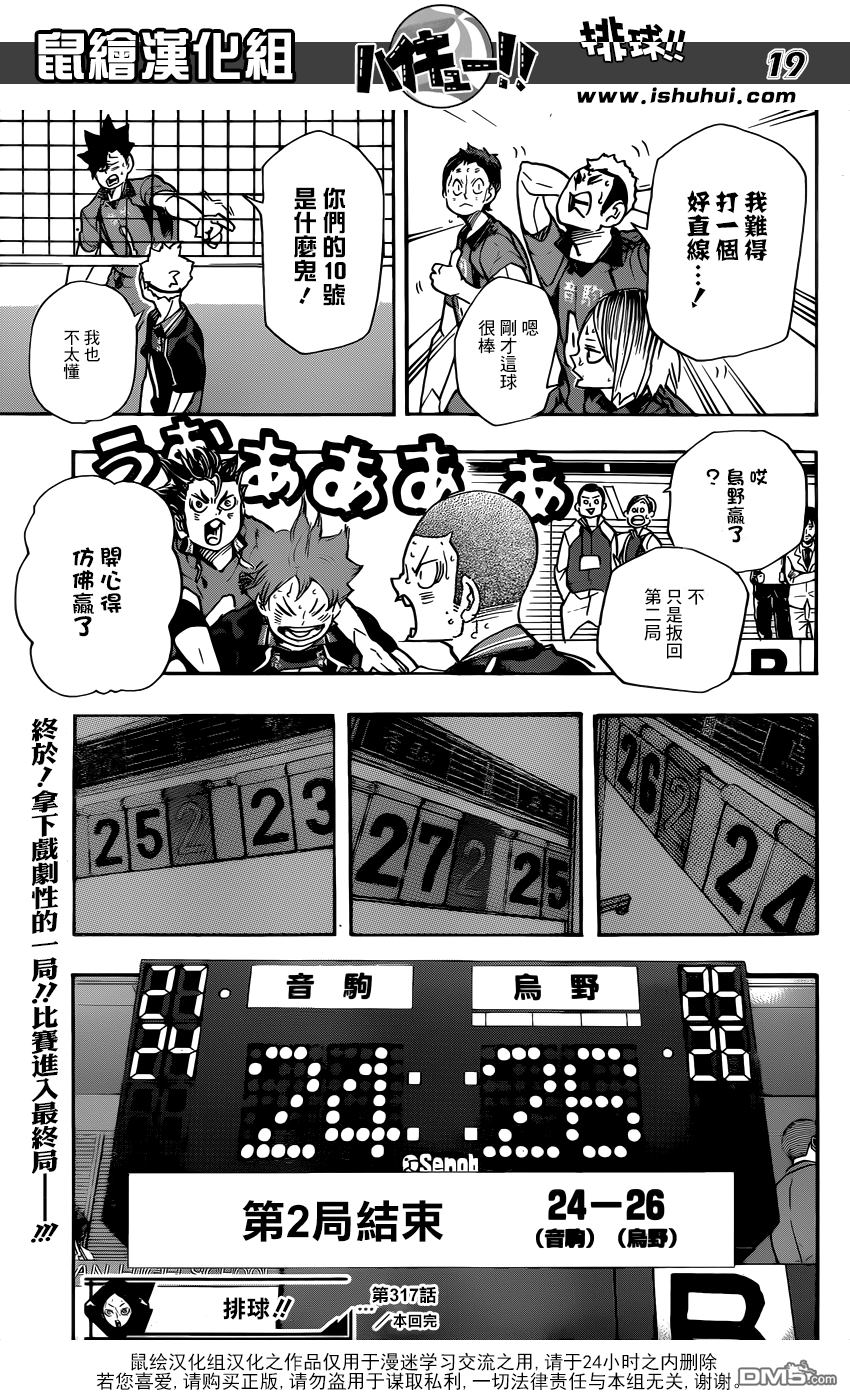 鼠繪漢化組
ハイキュー!!
排球!!
19
www.ishuhui.com
我難得
打一個
好直線…!
嗯
剛才這球
很棒
你們的10號
是什麼鬼!
我也
不太懂
哎
烏野贏了
?
不
只是扳回
第二局
うおぁああああ
開心得
仿佛贏了
25 2 23
27 2 25
26 2 24
終於!拿下戲劇性的一局!!比賽進入最終局——!!!
音駒
烏野
27
24
25
26
24:26
Senoh
第2局結束
24—26
(音駒)(烏野)
B
排球!!
第317話
/本回完
鼠绘汉化组汉化之作品仅用于漫迷学习交流之用, 请于24小时之内删除
若您喜爱, 请购买正版, 请勿盗用于谋取私利, 一切法律责任与本组无关, 谢谢。
DM5.com